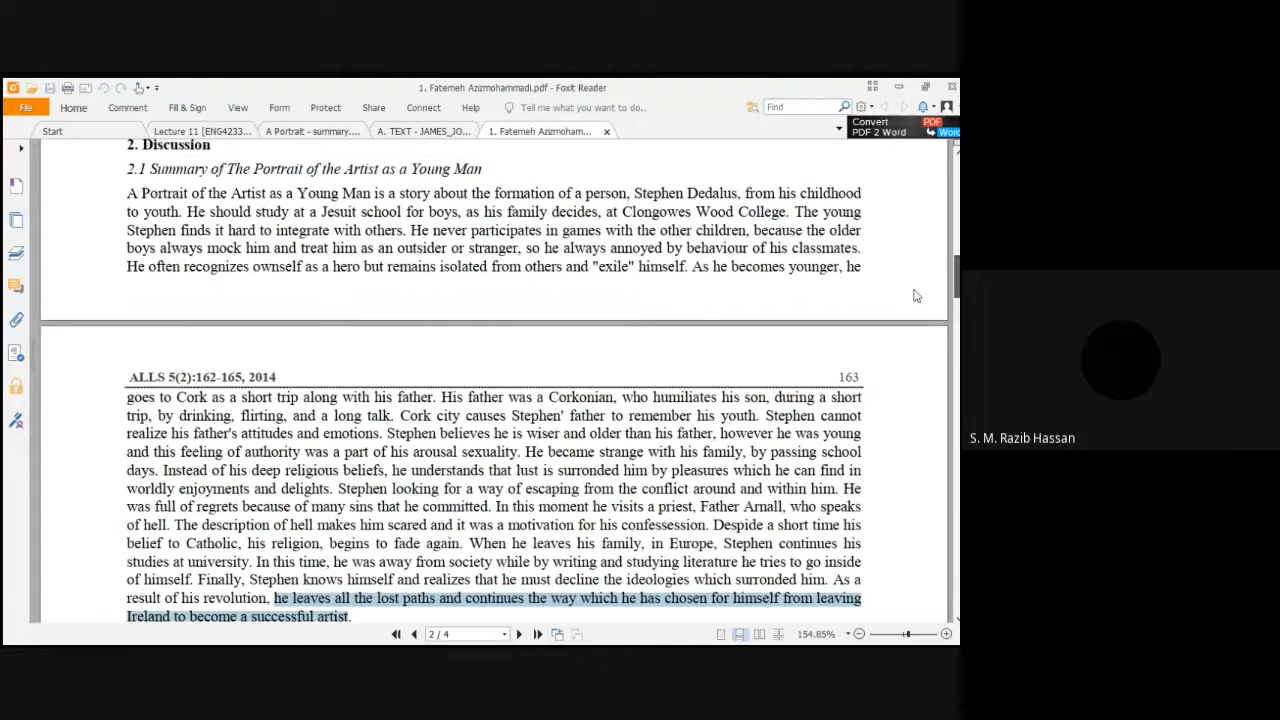 1. Fatemeh Azizmohammadi.pdf - Foxit Reader
File Home Comment Fill & Sign View Form Protect Share Connect Help Tell me what you want to do.. Find
Convert PDF
PDF 2 Word Word
Start Lecture 11 [ENG4233... A Portrait - summary.... A. TEXT - JAMES_JO... 1. Fatemeh Azizmoham...
2. Discussion
2.1 Summary of The Portrait of the Artist as a Young Man
A Portrait of the Artist as a Young Man is a story about the formation of a person, Stephen Dedalus, from his childhood
to youth. He should study at a Jesuit school for boys, as his family decides, at Clongowes Wood College. The young
Stephen finds it hard to integrate with others. He never participates in games with the other children, because the older
boys always mock him and treat him as an outsider or stranger, so he always annoyed by behaviour of his classmates.
He often recognizes ownself as a hero but remains isolated from others and "exile" himself. As he becomes younger, he
ALLS 5(2):162-165, 2014 163
goes to Cork as a short trip along with his father. His father was a Corkonian, who humiliates his son, during a short
trip, by drinking, flirting, and a long talk. Cork city causes Stephen' father to remember his youth. Stephen cannot
realize his father's attitudes and emotions. Stephen believes he is wiser and older than his father, however he was young
and this feeling of authority was a part of his arousal sexuality. He became strange with his family, by passing school
days. Instead of his deep religious beliefs, he understands that lust is surronded him by pleasures which he can find in
worldly enjoyments and delights. Stephen looking for a way of escaping from the conflict around and within him. He
was full of regrets because of many sins that he committed. In this moment he visits a priest, Father Arnall, who speaks
of hell. The description of hell makes him scared and it was a motivation for his confessession. Despide a short time his
belief to Catholic, his religion, begins to fade again. When he leaves his family, in Europe, Stephen continues his
studies at university. In this time, he was away from society while by writing and studying literature he tries to go inside
of himself. Finally, Stephen knows himself and realizes that he must decline the ideologies which surronded him. As a
result of his revolution, he leaves all the lost paths and continues the way which he has chosen for himself from leaving
Ireland to become a successful artist.
2 / 4 154.85%
S. M. Razib Hassan